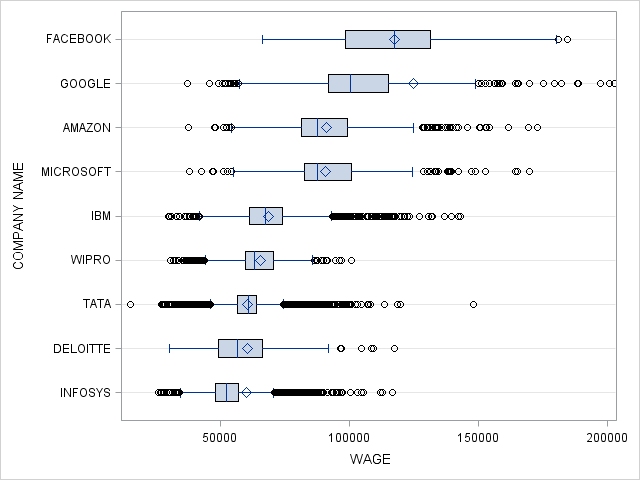 FACEBOOK
GOOGLE
AMAZON
MICROSOFT
IBM
WIPRO
TATA
DELOITTE
INFOSYS
COMPANY NAME
50000 100000 150000 200000
WAGE